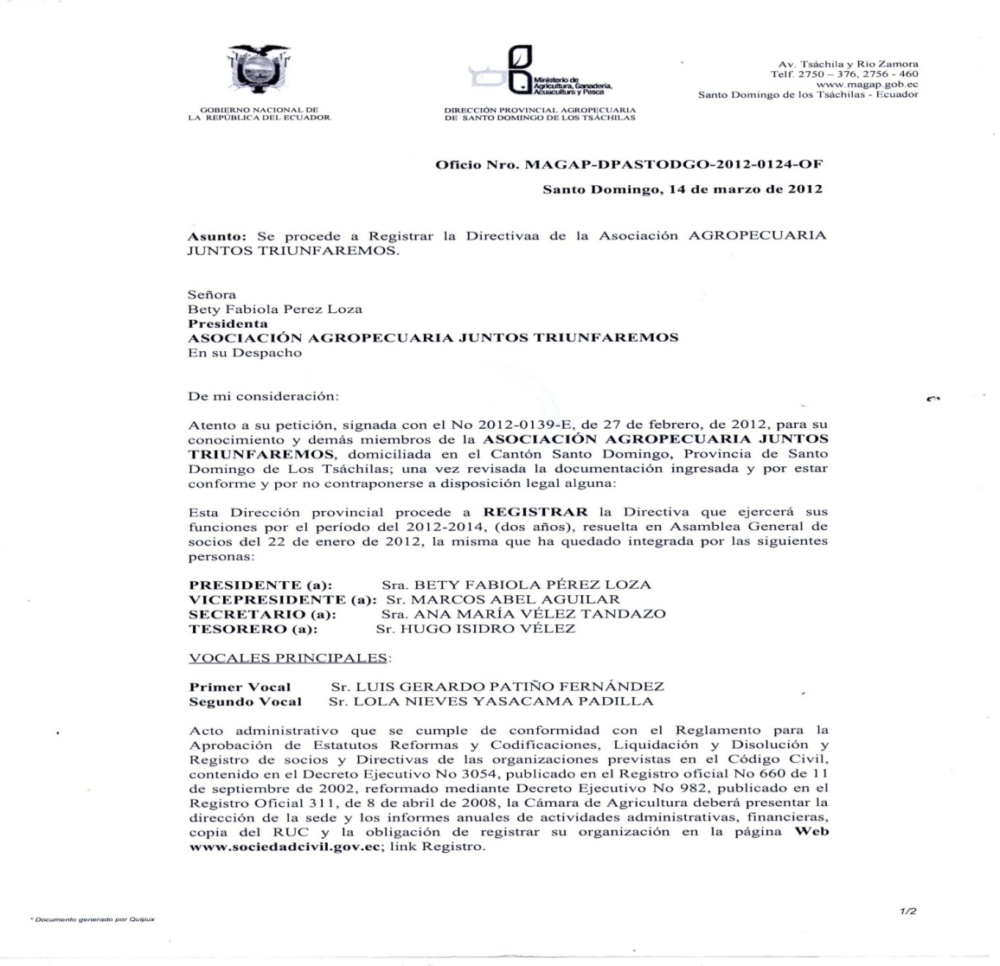 GOBIERNO NACIONAL DE
LA REPÚBLICA DEL ECUADOR
Ministerio de
Agricultura, Ganadería,
Acuacultura y Pesca
DIRECCIÓN PROVINCIAL AGROPECUARIA
DE SANTO DOMINGO DE LOS TSÁCHILAS
Av. Tsáchila y Río Zamora
Telf. 2750 – 376, 2756 - 460
www.magap.gob.ec
Santo Domingo de los Tsáchilas - Ecuador
Oficio Nro. MAGAP-DPASTODGO-2012-0124-OF
Santo Domingo, 14 de marzo de 2012
Asunto: Se procede a Registrar la Directivaa de la Asociación AGROPECUARIA
JUNTOS TRIUNFAREMOS.
Señora
Bety Fabiola Perez Loza
Presidenta
ASOCIACIÓN AGROPECUARIA JUNTOS TRIUNFAREMOS
En su Despacho
De mi consideración:
Atento a su petición, signada con el No 2012-0139-E, de 27 de febrero, de 2012, para su
conocimiento y demás miembros de la ASOCIACIÓN AGROPECUARIA JUNTOS
TRIUNFAREMOS, domiciliada en el Cantón Santo Domingo, Provincia de Santo
Domingo de Los Tsáchilas; una vez revisada la documentación ingresada y por estar
conforme y por no contraponerse a disposición legal alguna:
Esta Dirección provincial procede a REGISTRAR la Directiva que ejercerá sus
funciones por el período del 2012-2014, (dos años), resuelta en Asamblea General de
socios del 22 de enero de 2012, la misma que ha quedado integrada por las siguientes
personas:
PRESIDENTE (a): Sra. BETY FABIOLA PÉREZ LOZA
VICEPRESIDENTE (a): Sr. MARCOS ABEL AGUILAR
SECRETARIO (a): Sra. ANA MARÍA VÉLEZ TANDAZO
TESORERO (a): Sr. HUGO ISIDRO VÉLEZ
VOCALES PRINCIPALES:
Primer Vocal Sr. LUIS GERARDO PATIÑO FERNÁNDEZ
Segundo Vocal Sr. LOLA NIEVES YASACAMA PADILLA
Acto administrativo que se cumple de conformidad con el Reglamento para la
Aprobación de Estatutos Reformas y Codificaciones, Liquidación y Disolución y
Registro de socios y Directivas de las organizaciones previstas en el Código Civil,
contenido en el Decreto Ejecutivo No 3054, publicado en el Registro oficial No 660 de 11
de septiembre de 2002, reformado mediante Decreto Ejecutivo No 982, publicado en el
Registro Oficial 311, de 8 de abril de 2008, la Cámara de Agricultura deberá presentar la
dirección de la sede y los informes anuales de actividades administrativas, financieras,
copia del RUC y la obligación de registrar su organización en la página Web
www.sociedadcivil.gov.ec; link Registro.
1/2
* Documento generado por Quipux